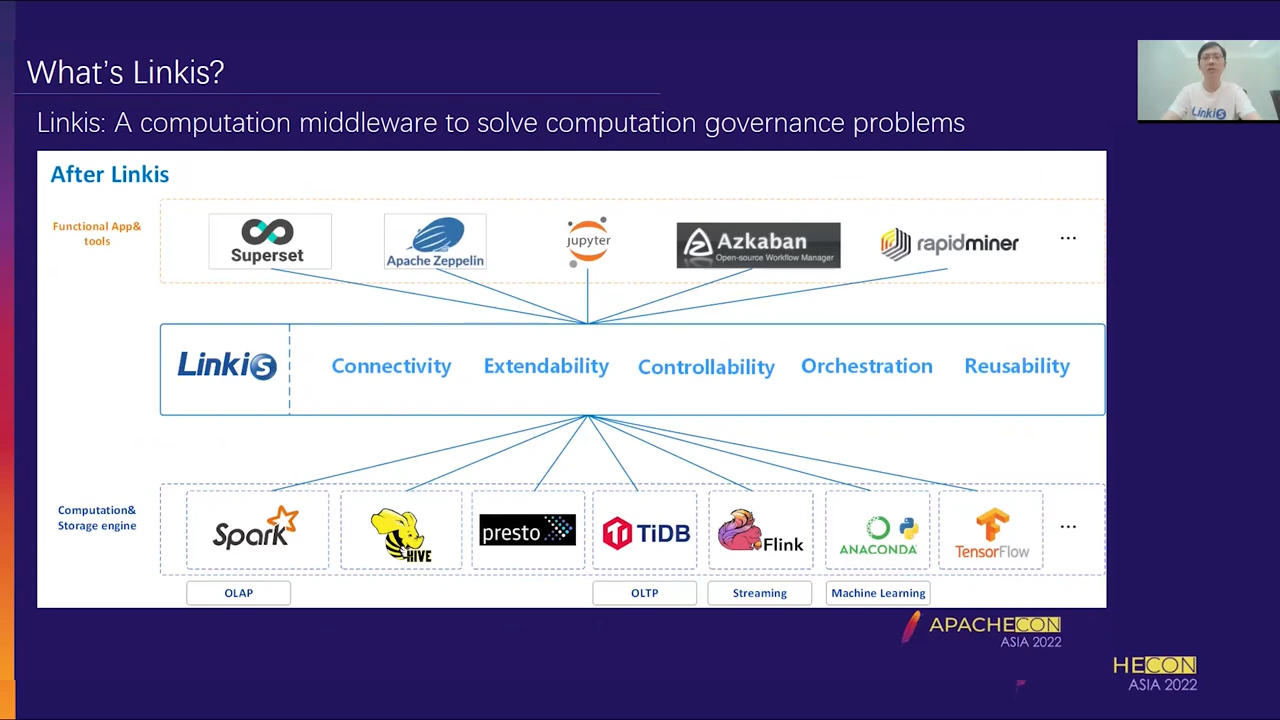 What's Linkis?
Linkis: A computation middleware to solve computation governance problems
After Linkis
Functional App&
tools
Superset
Apache Zeppelin
jupyter
Azkaban
Open-source Workflow Manager
rapidminer
...
Linkis
Connectivity
Extendability
Controllability
Orchestration
Reusability
Computation&
Storage engine
Spark
HIVE
presto
TiDB
Flink
ANACONDA
TensorFlow
...
OLAP
OLTP
Streaming
Machine Learning
APACHECON
ASIA 2022
HECON
ASIA 2022
Linkis